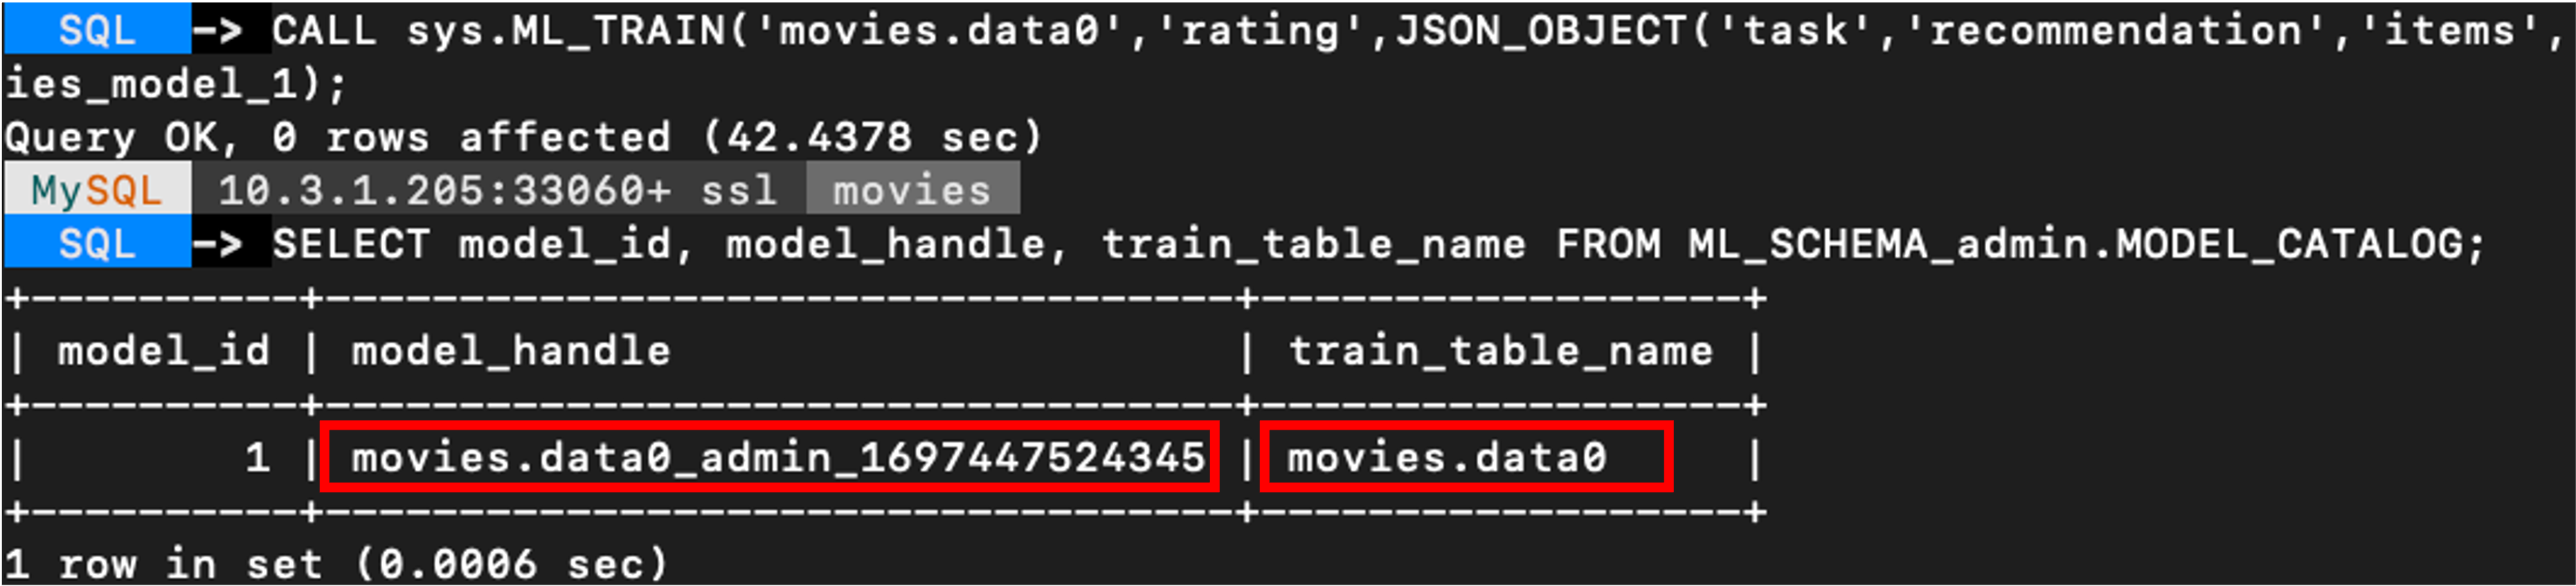 SQL -> CALL sys.ML_TRAIN('movies.data0','rating',JSON_OBJECT('task','recommendation','items',
ies_model_1);
Query OK, 0 rows affected (42.4378 sec)
MySQL 10.3.1.205:33060+ ssl movies
SQL -> SELECT model_id, model_handle, train_table_name FROM ML_SCHEMA_admin.MODEL_CATALOG;
+----------+----------------------------------+------------------+
| model_id | model_handle                     | train_table_name |
+----------+----------------------------------+------------------+
|        1 | movies.data0_admin_1697447524345 | movies.data0     |
+----------+----------------------------------+------------------+
1 row in set (0.0006 sec)